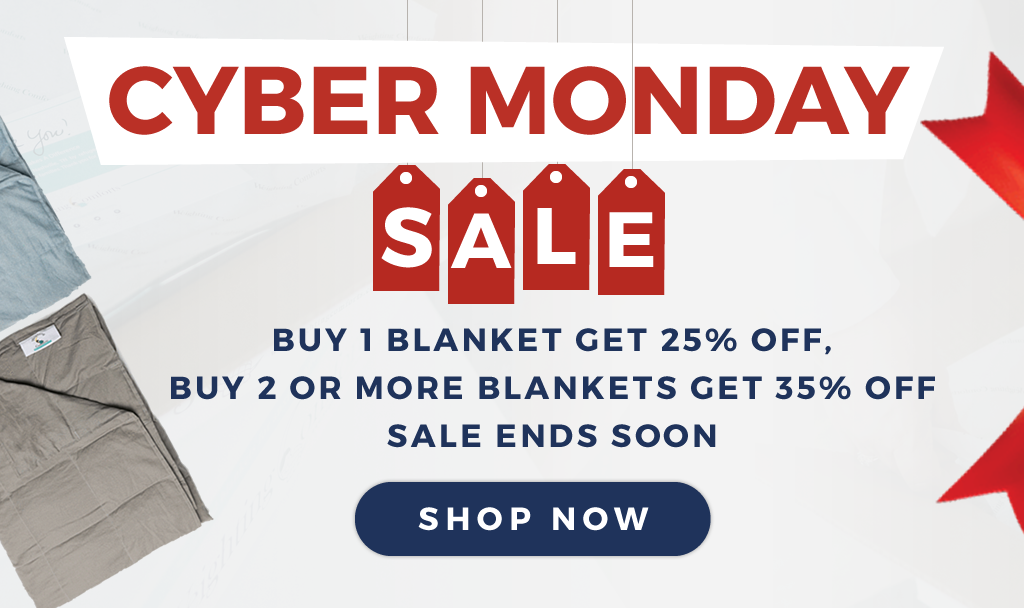 CYBER MONDAY
SALE
BUY 1 BLANKET GET 25% OFF,
BUY 2 OR MORE BLANKETS GET 35% OFF
SALE ENDS SOON
SHOP NOW
you?